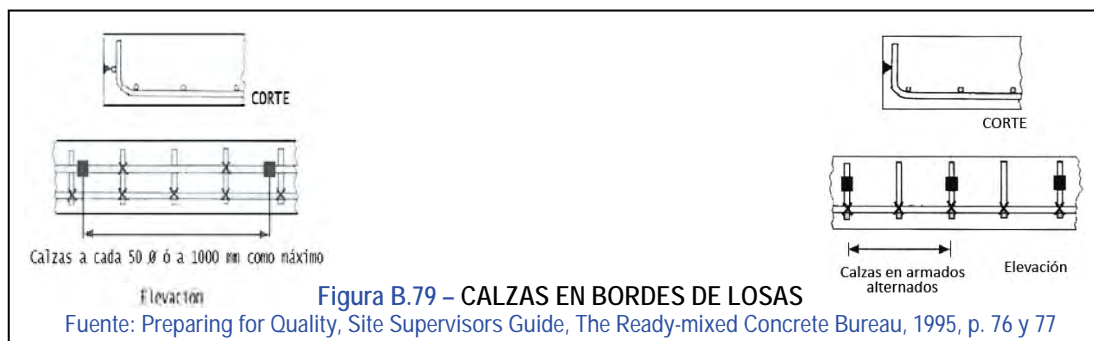 CORTE
Calzas a cada 50 Ø ó a 1000 mm como máximo
Elevación
CORTE
Calzas en armados
alternados
Elevación
Figura B.79 – CALZAS EN BORDES DE LOSAS
Fuente: Preparing for Quality, Site Supervisors Guide, The Ready-mixed Concrete Bureau, 1995, p. 76 y 77